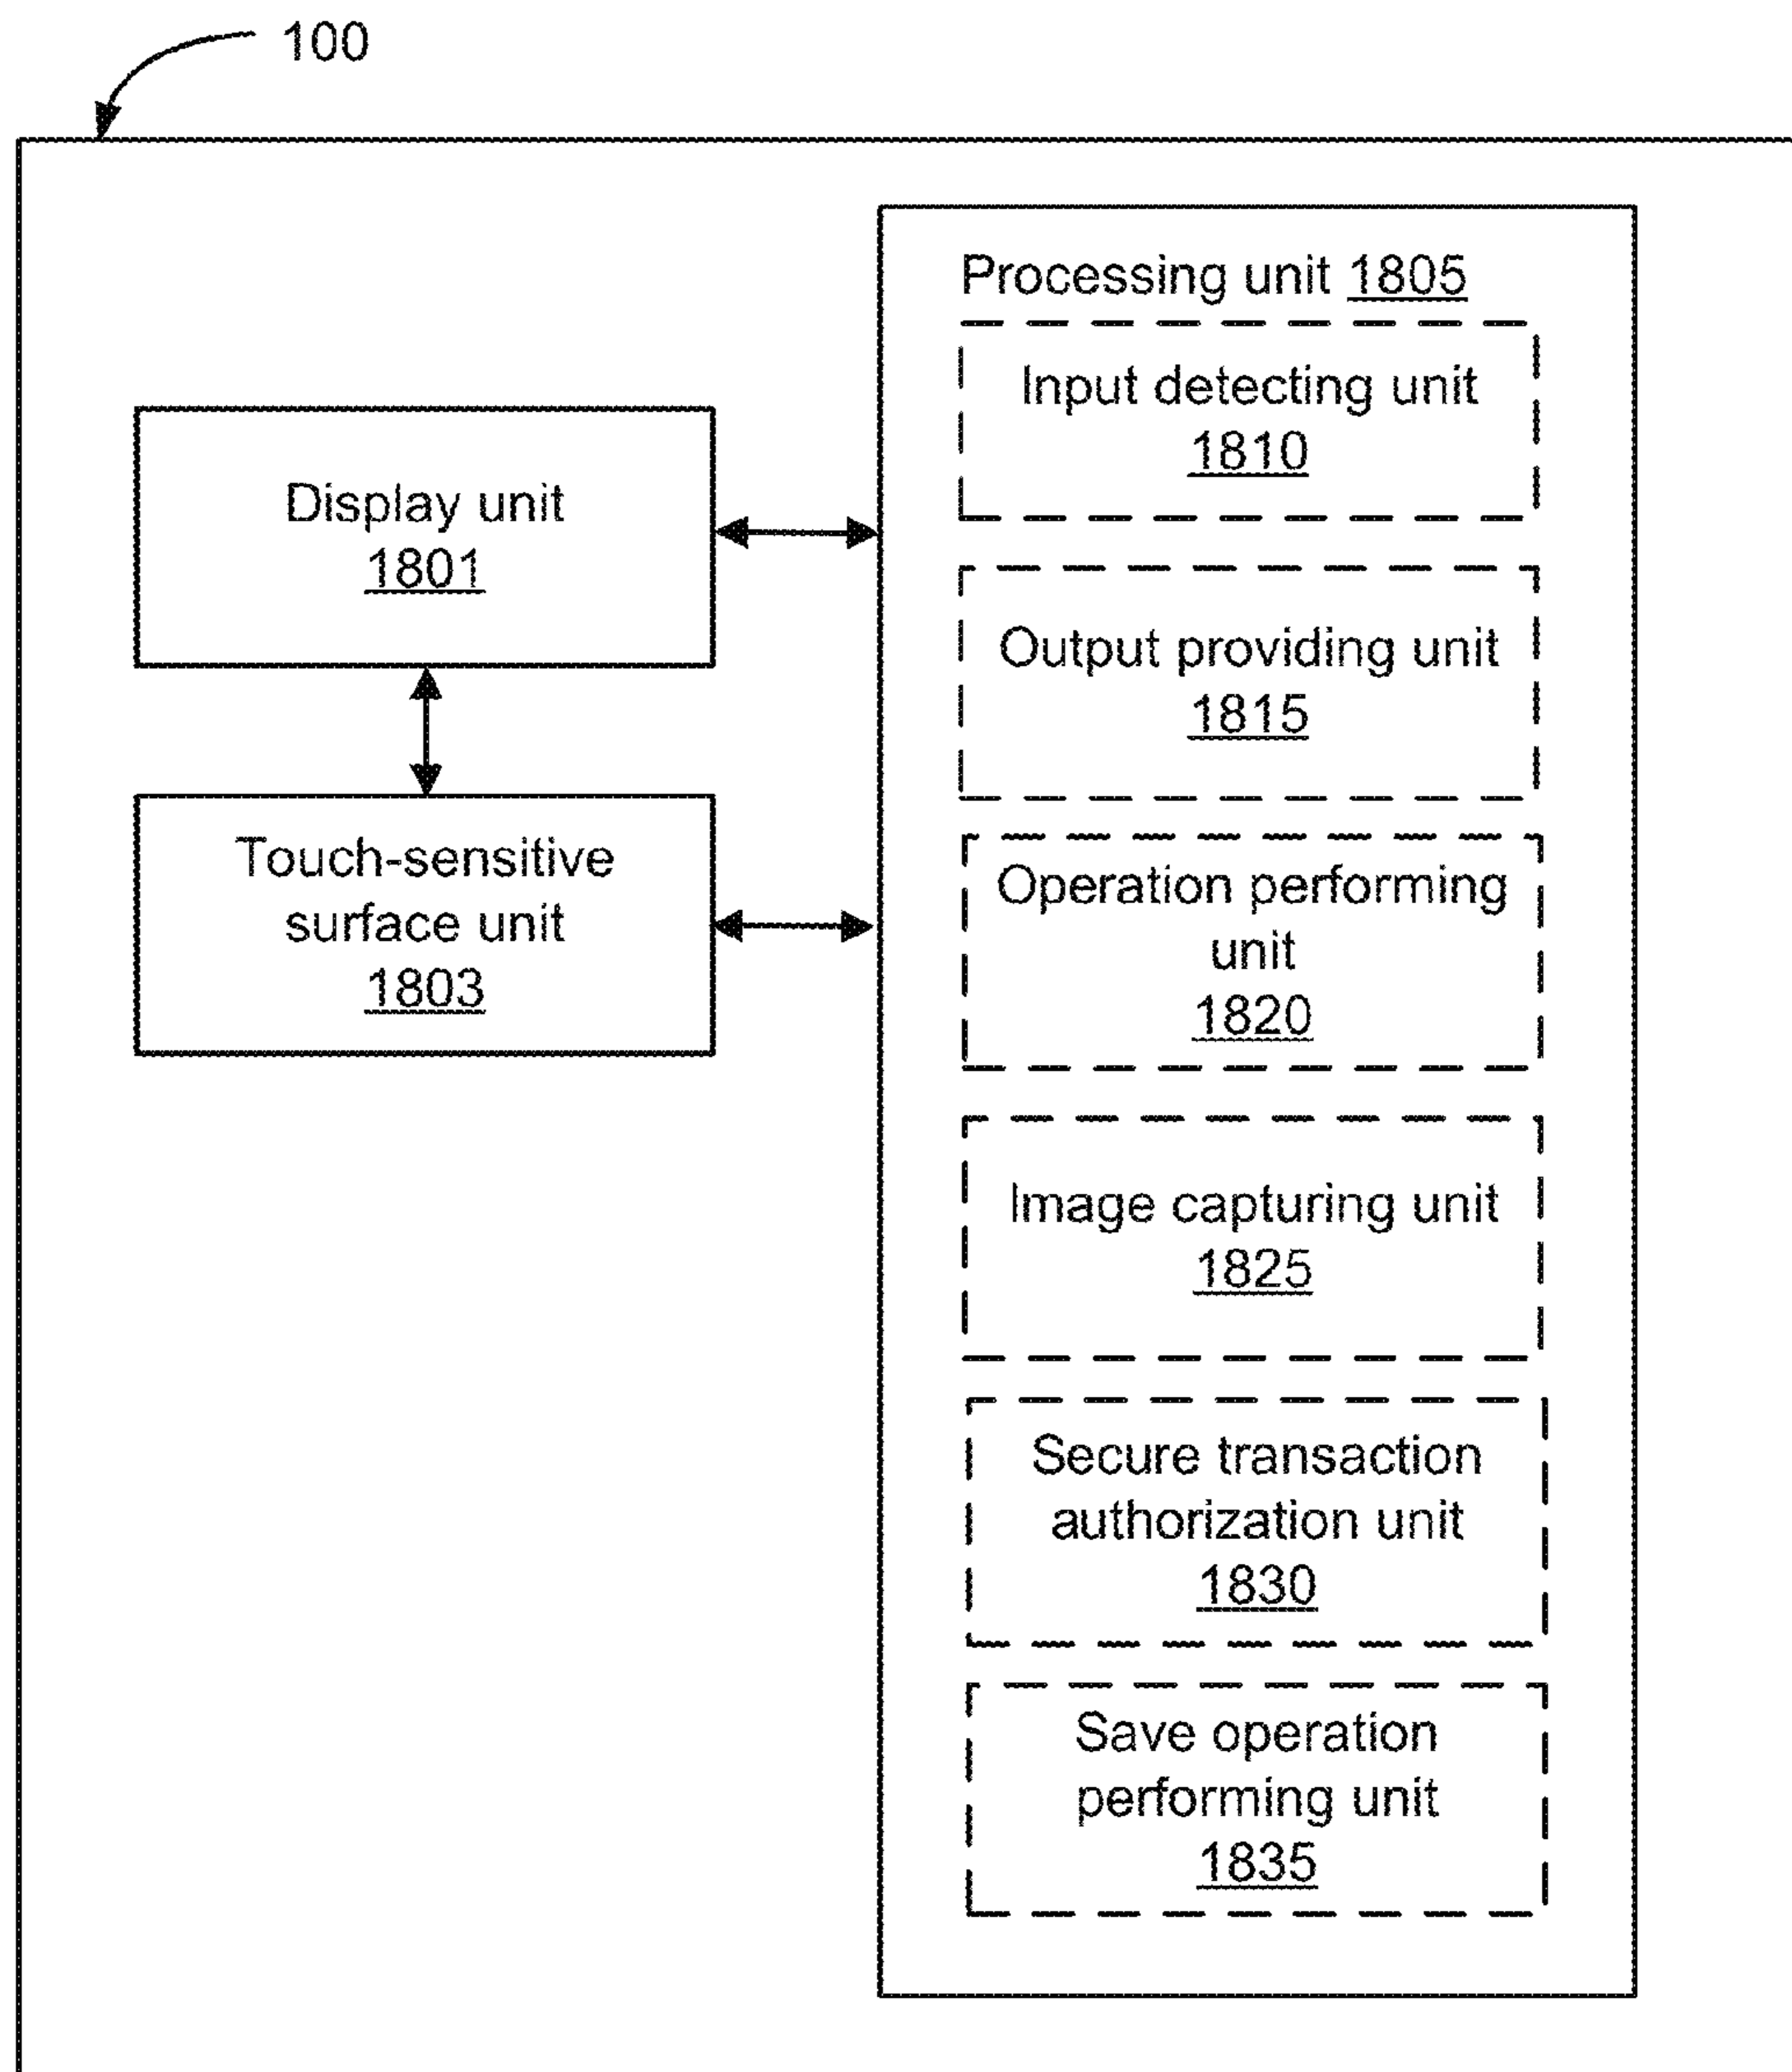 100
Processing unit 1805
Input detecting unit
1810
Display unit
1801
Output providing unit
1815
Touch-sensitive
surface unit
1803
Operation performing
unit
1820
Image capturing unit
1825
Secure transaction
authorization unit
1830
Save operation
performing unit
1835